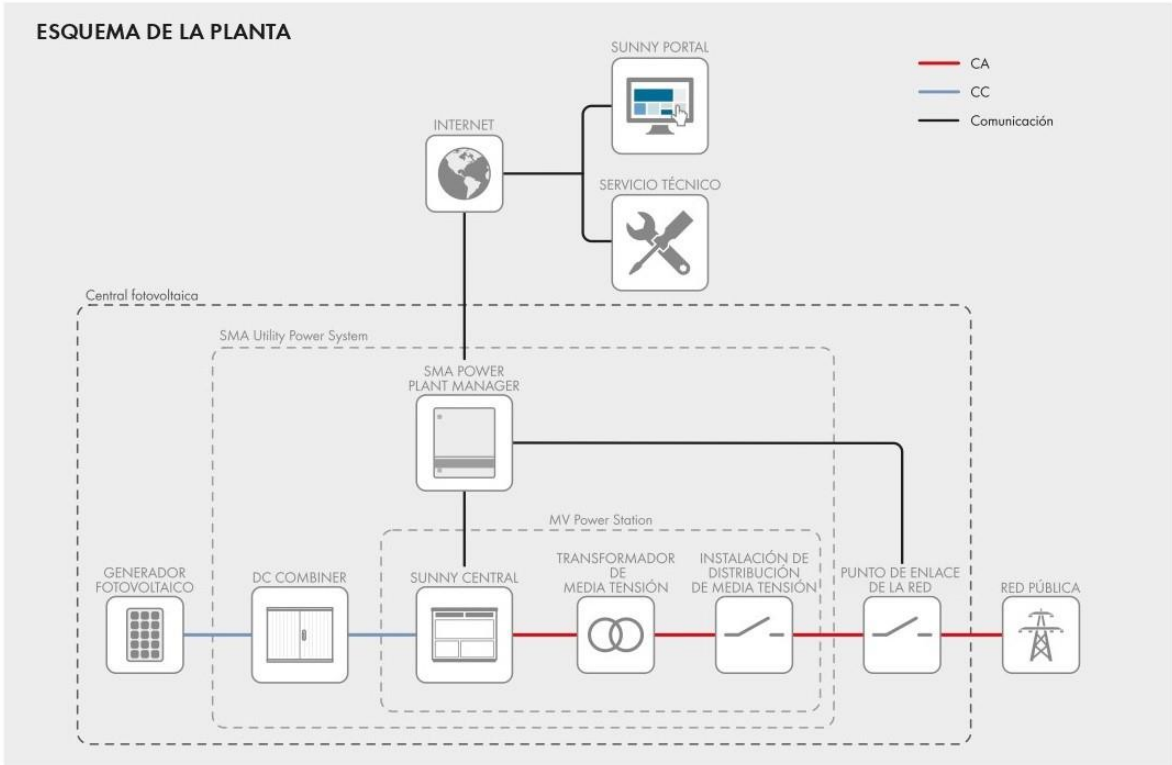 ESQUEMA DE LA PLANTA
SUNNY PORTAL
CA
CC
Comunicación
INTERNET
SERVICIO TÉCNICO
Central fotovoltaica
SMA Utility Power System
SMA POWER
PLANT MANAGER
MV Power Station
GENERADOR
FOTOVOLTAICO
DC COMBINER
SUNNY CENTRAL
TRANSFORMADOR
DE
MEDIA TENSIÓN
INSTALACIÓN DE
DISTRIBUCIÓN
DE MEDIA TENSIÓN
PUNTO DE ENLACE
DE LA RED
RED PÚBLICA